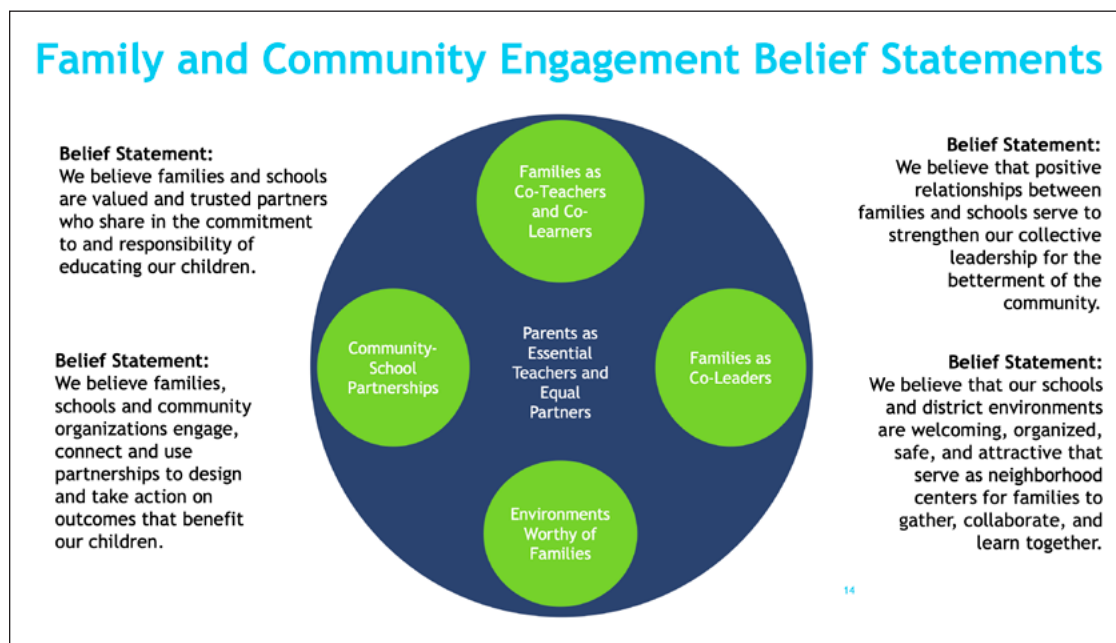 Family and Community Engagement Belief Statements
Belief Statement:
We believe families and schools
are valued and trusted partners
who share in the commitment
to and responsibility of
educating our children.
Belief Statement:
We believe families,
schools and community
organizations engage,
connect and use
partnerships to design
and take action on
outcomes that benefit
our children.
Families as
Co-Teachers
and Co-
Learners
Community-
School
Partnerships
Parents as
Essential
Teachers and
Equal
Partners
Families as
Co-Leaders
Environments
Worthy of
Families
Belief Statement:
We believe that positive
relationships between
families and schools serve to
strengthen our collective
leadership for the
betterment of the
community.
Belief Statement:
We believe that our schools
and district environments
are welcoming, organized,
safe, and attractive that
serve as neighborhood
centers for families to
gather, collaborate, and
learn together.
14